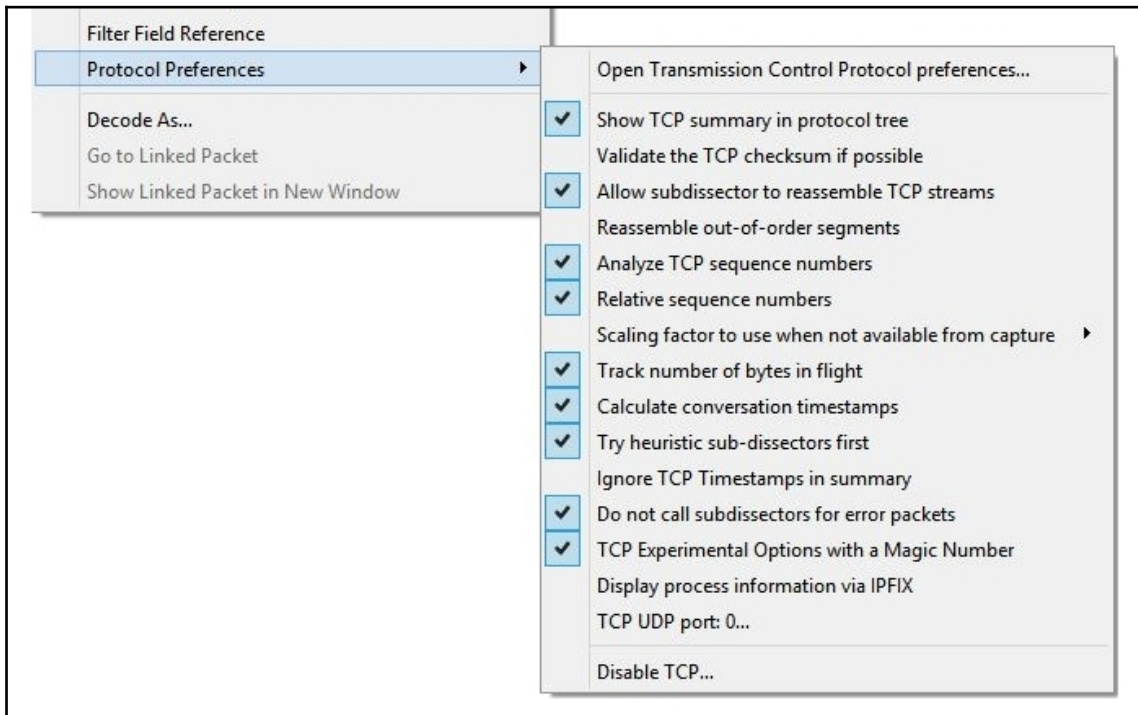 Filter Field Reference
Protocol Preferences
Decode As...
Go to Linked Packet
Show Linked Packet in New Window
Open Transmission Control Protocol preferences...
Show TCP summary in protocol tree
Validate the TCP checksum if possible
Allow subdissector to reassemble TCP streams
Reassemble out-of-order segments
Analyze TCP sequence numbers
Relative sequence numbers
Scaling factor to use when not available from capture
Track number of bytes in flight
Calculate conversation timestamps
Try heuristic sub-dissectors first
Ignore TCP Timestamps in summary
Do not call subdissectors for error packets
TCP Experimental Options with a Magic Number
Display process information via IPFIX
TCP UDP port: 0...
Disable TCP...